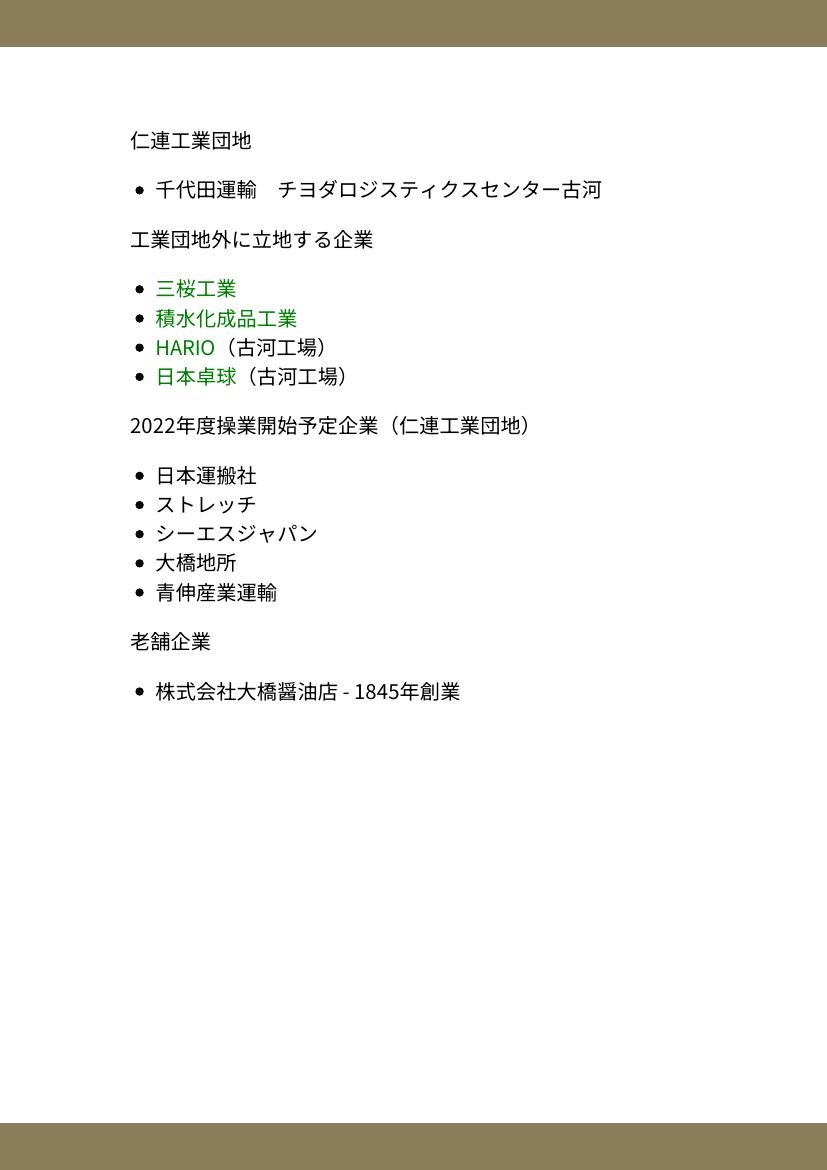 仁連工業団地
千代田運輸　チヨダロジスティクスセンター古河
工業団地外に立地する企業
三桜工業
積水化成品工業
HARIO（古河工場）
日本卓球（古河工場）
2022年度操業開始予定企業（仁連工業団地）
日本運搬社
ストレッチ
シーエスジャパン
大橋地所
青伸産業運輸
老舗企業
株式会社大橋醤油店 - 1845年創業